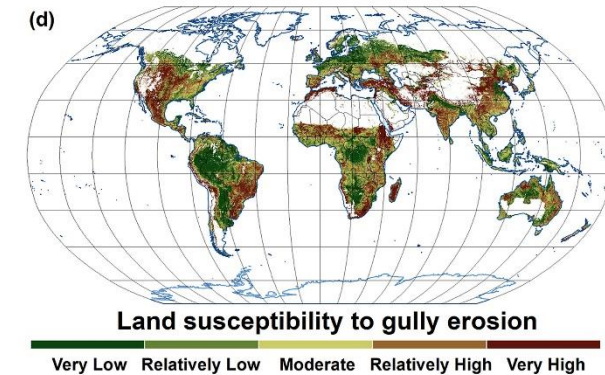 (d)
Land susceptibility to gully erosion
Very Low Relatively Low Moderate Relatively High Very High